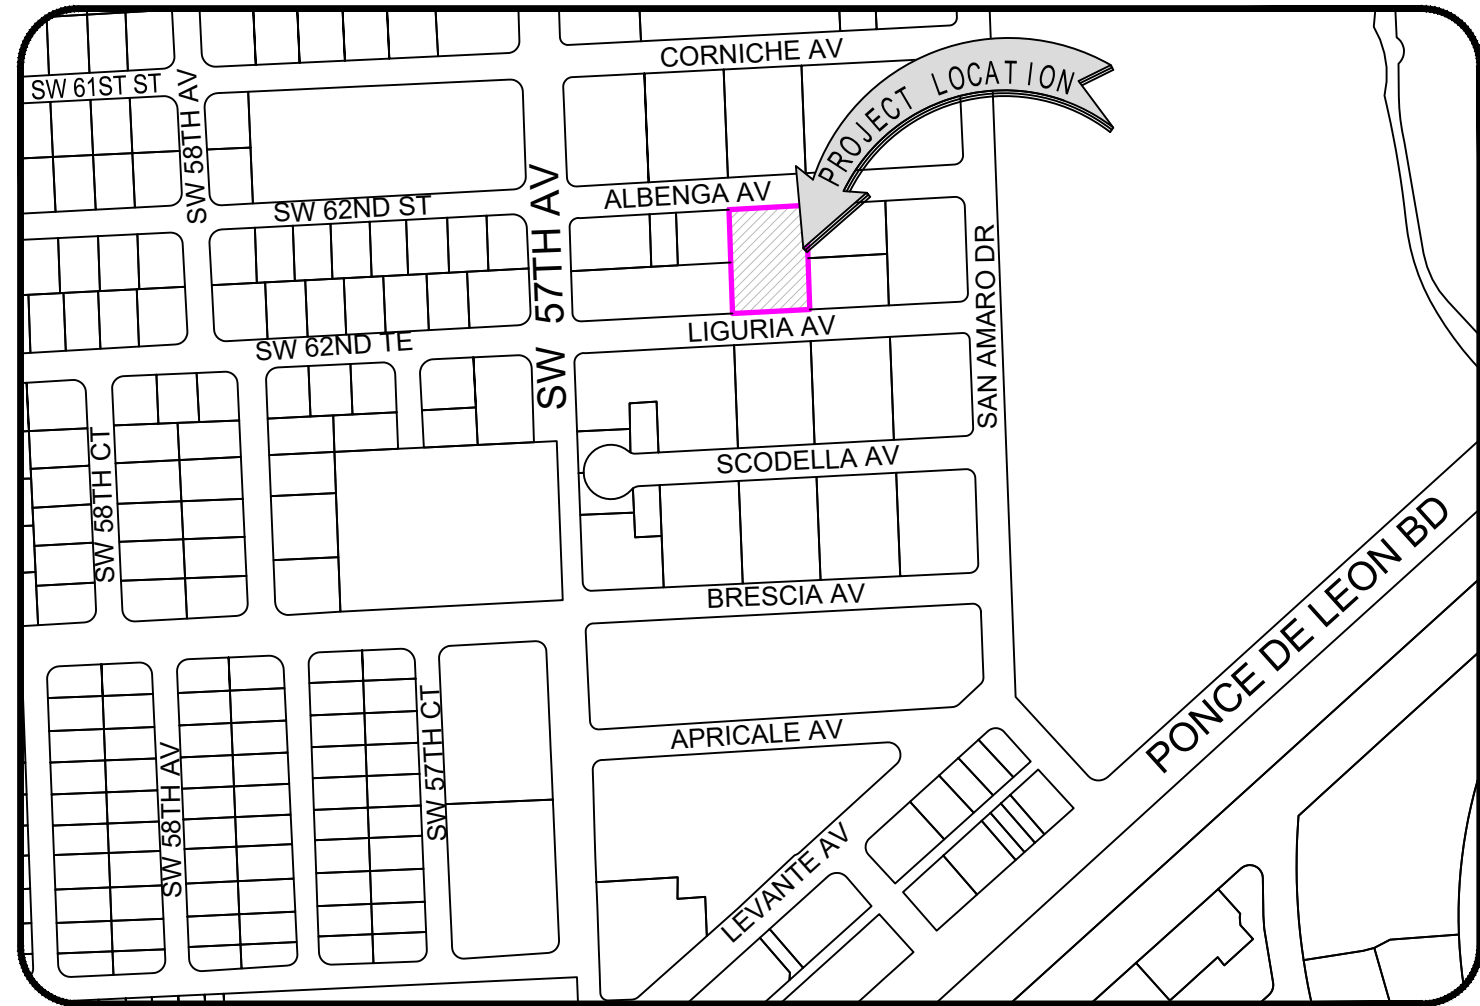 CORNICHE AV
SW 61ST ST
SW 58TH AV
PROJECT LOCATION
ALBENGA AV
SW 62ND ST
SW 57TH AV
SAN AMARO DR
LIGURIA AV
SW 62ND TE
SW 58TH CT
SCODELLA AV
BRESCIA AV
PONCE DE LEON BD
APRICALE AV
SW 57TH CT
SW 58TH AV
LEVANTE AV